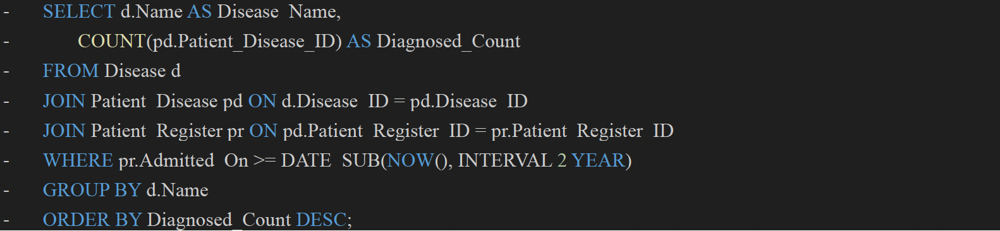 - SELECT d.Name AS Disease_Name,
- COUNT(pd.Patient_Disease_ID) AS Diagnosed_Count
- FROM Disease d
- JOIN Patient_Disease pd ON d.Disease_ID = pd.Disease_ID
- JOIN Patient_Register pr ON pd.Patient_Register_ID = pr.Patient_Register_ID
- WHERE pr.Admitted_On >= DATE_SUB(NOW(), INTERVAL 2 YEAR)
- GROUP BY d.Name
- ORDER BY Diagnosed_Count DESC;